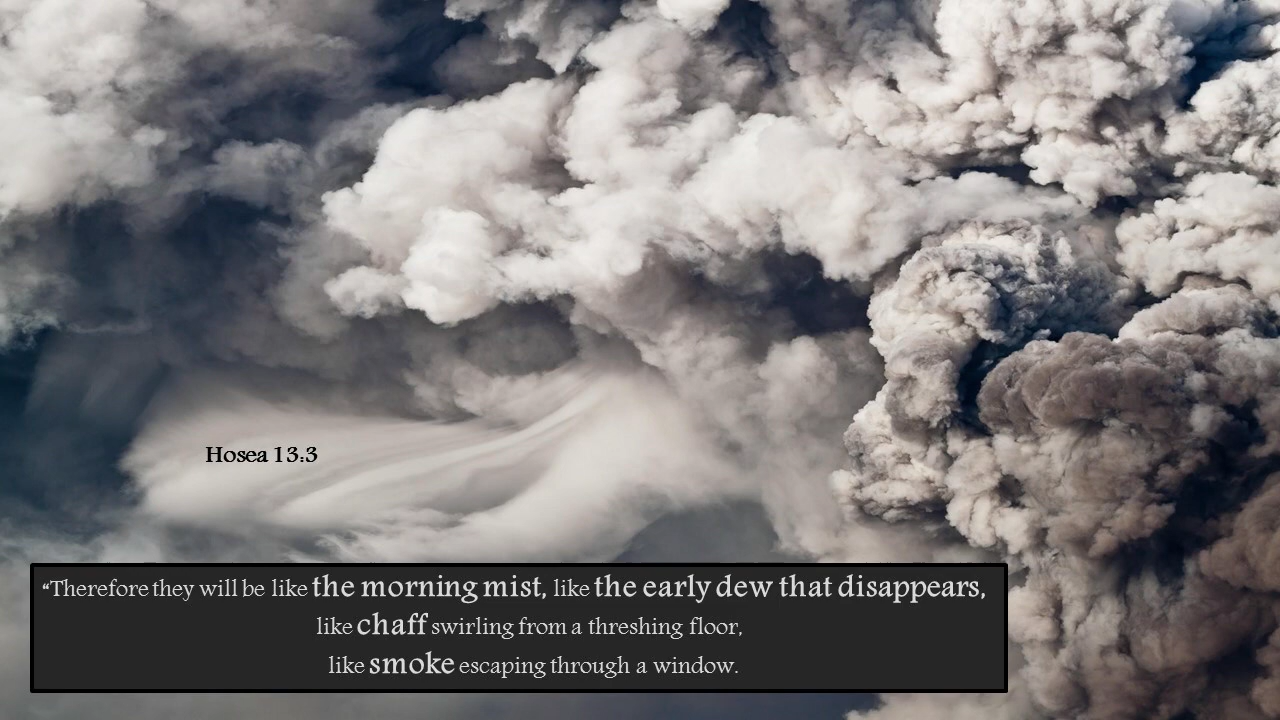 Hosea 13.3
“Therefore they will be like the morning mist, like the early dew that disappears,
like chaff swirling from a threshing floor,
like smoke escaping through a window.